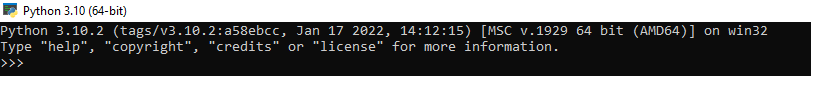 Python 3.10 (64-bit)
Python 3.10.2 (tags/v3.10.2:a58ebcc, Jan 17 2022, 14:12:15) [MSC v.1929 64 bit (AMD64)] on win32
Type "help", "copyright", "credits" or "license" for more information.
>>>